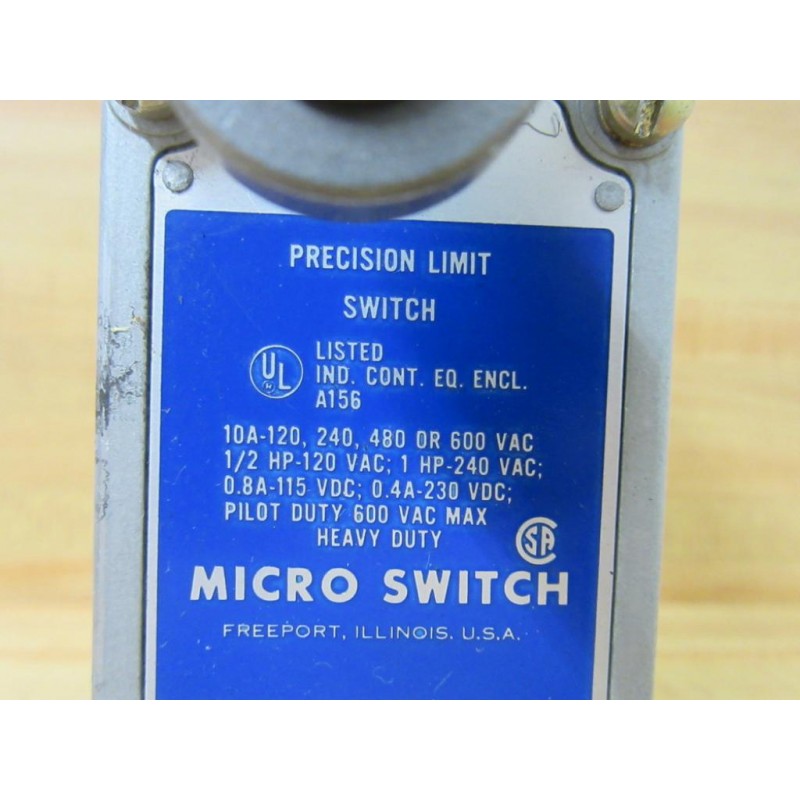 PRECISION LIMIT
SWITCH
UL LISTED
IND. CONT. EQ. ENCL.
A156
10A-120, 240, 480 OR 600 VAC
1/2 HP-120 VAC; 1 HP-240 VAC;
0.8A-115 VDC; 0.4A-230 VDC;
PILOT DUTY 600 VAC MAX
HEAVY DUTY SA
MICRO SWITCH
FREEPORT, ILLINOIS, U.S.A.